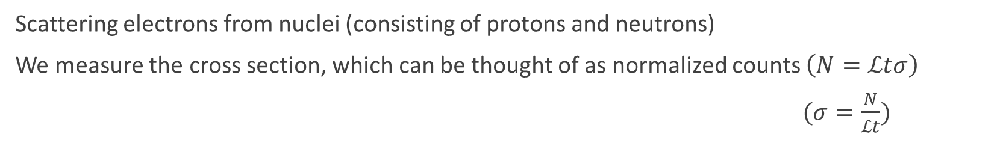 Scattering electrons from nuclei (consisting of protons and neutrons)
We measure the cross section, which can be thought of as normalized counts (N = ℒtσ)
(σ = N/ℒt)